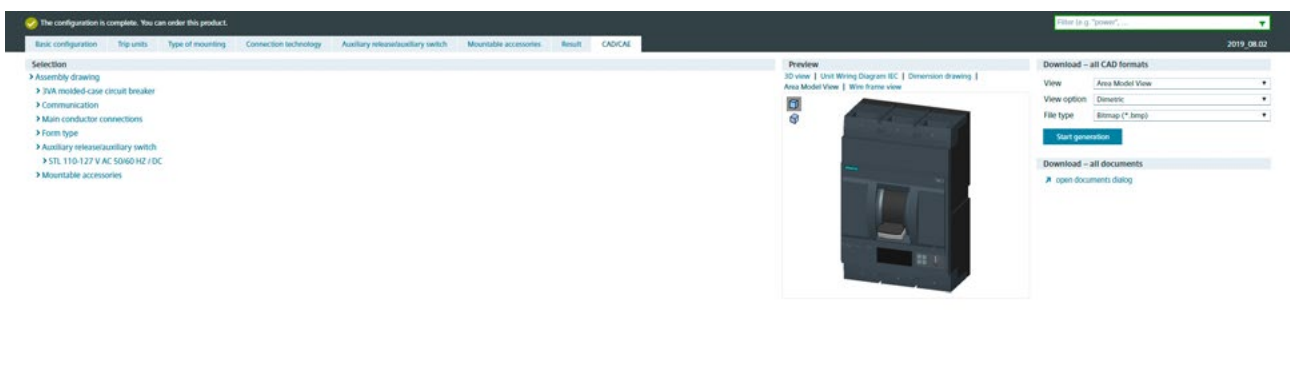 The configuration is complete. You can order this product.
Filter (e.g. "power", ...
Basic configuration Trip units Type of mounting Connection technology Auxiliary release/auxiliary switch Mountable accessories Result CAD/CAE 2019_08.02
Selection
Assembly drawing
3VA molded-case circuit breaker
Communication
Main conductor connections
Form type
Auxiliary release/auxiliary switch
STL 110-127 V AC 50/60 HZ / DC
Mountable accessories
Preview
3D view | Unit Wiring Diagram IEC | Dimension drawing |
Area Model View | Wire frame view
Download – all CAD formats
View Area Model View
View option Dimetric
File type Bitmap (*.bmp)
Start generation
Download – all documents
open documents dialog